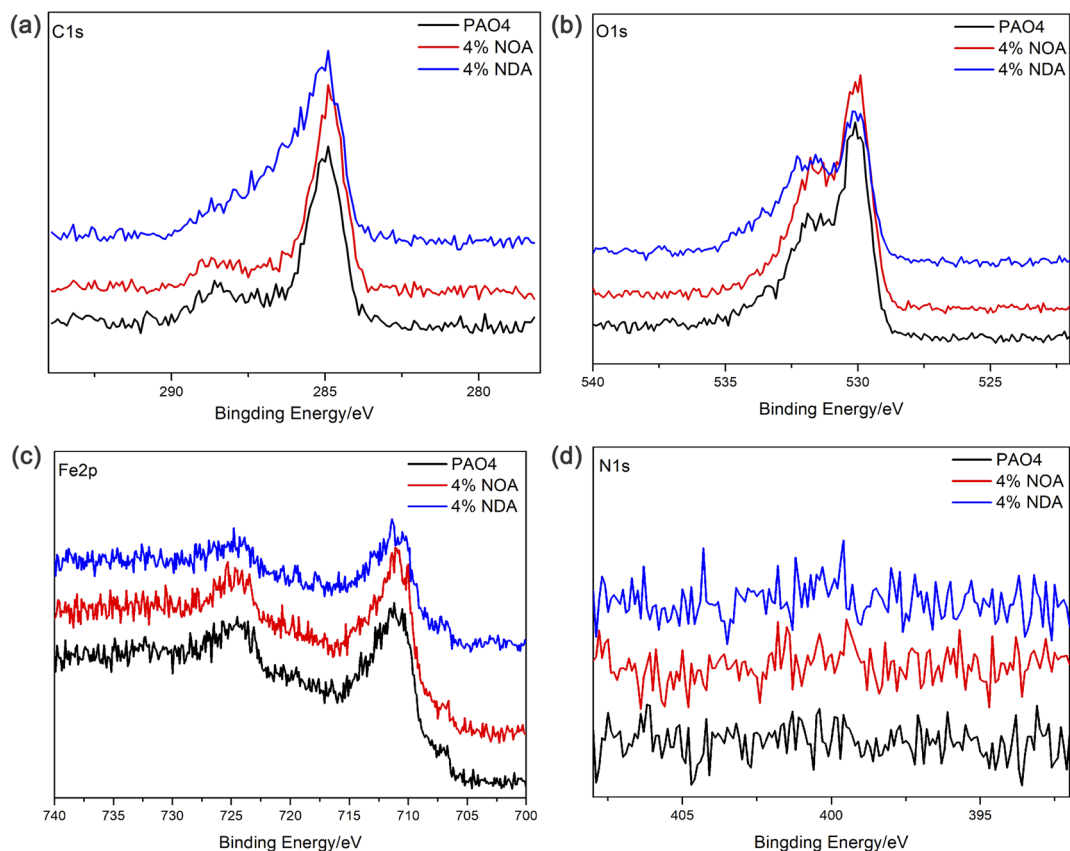 (a)
C1s
PAO4
4% NOA
4% NDA
290
285
280
Bingding Energy/eV
(b)
O1s
PAO4
4% NOA
4% NDA
540
535
530
525
Binding Energy/eV
(c)
Fe2p
PAO4
4% NOA
4% NDA
740
735
730
725
720
715
710
705
700
Binding Energy/eV
(d)
N1s
PAO4
4% NOA
4% NDA
405
400
395
Bingding Energy/eV